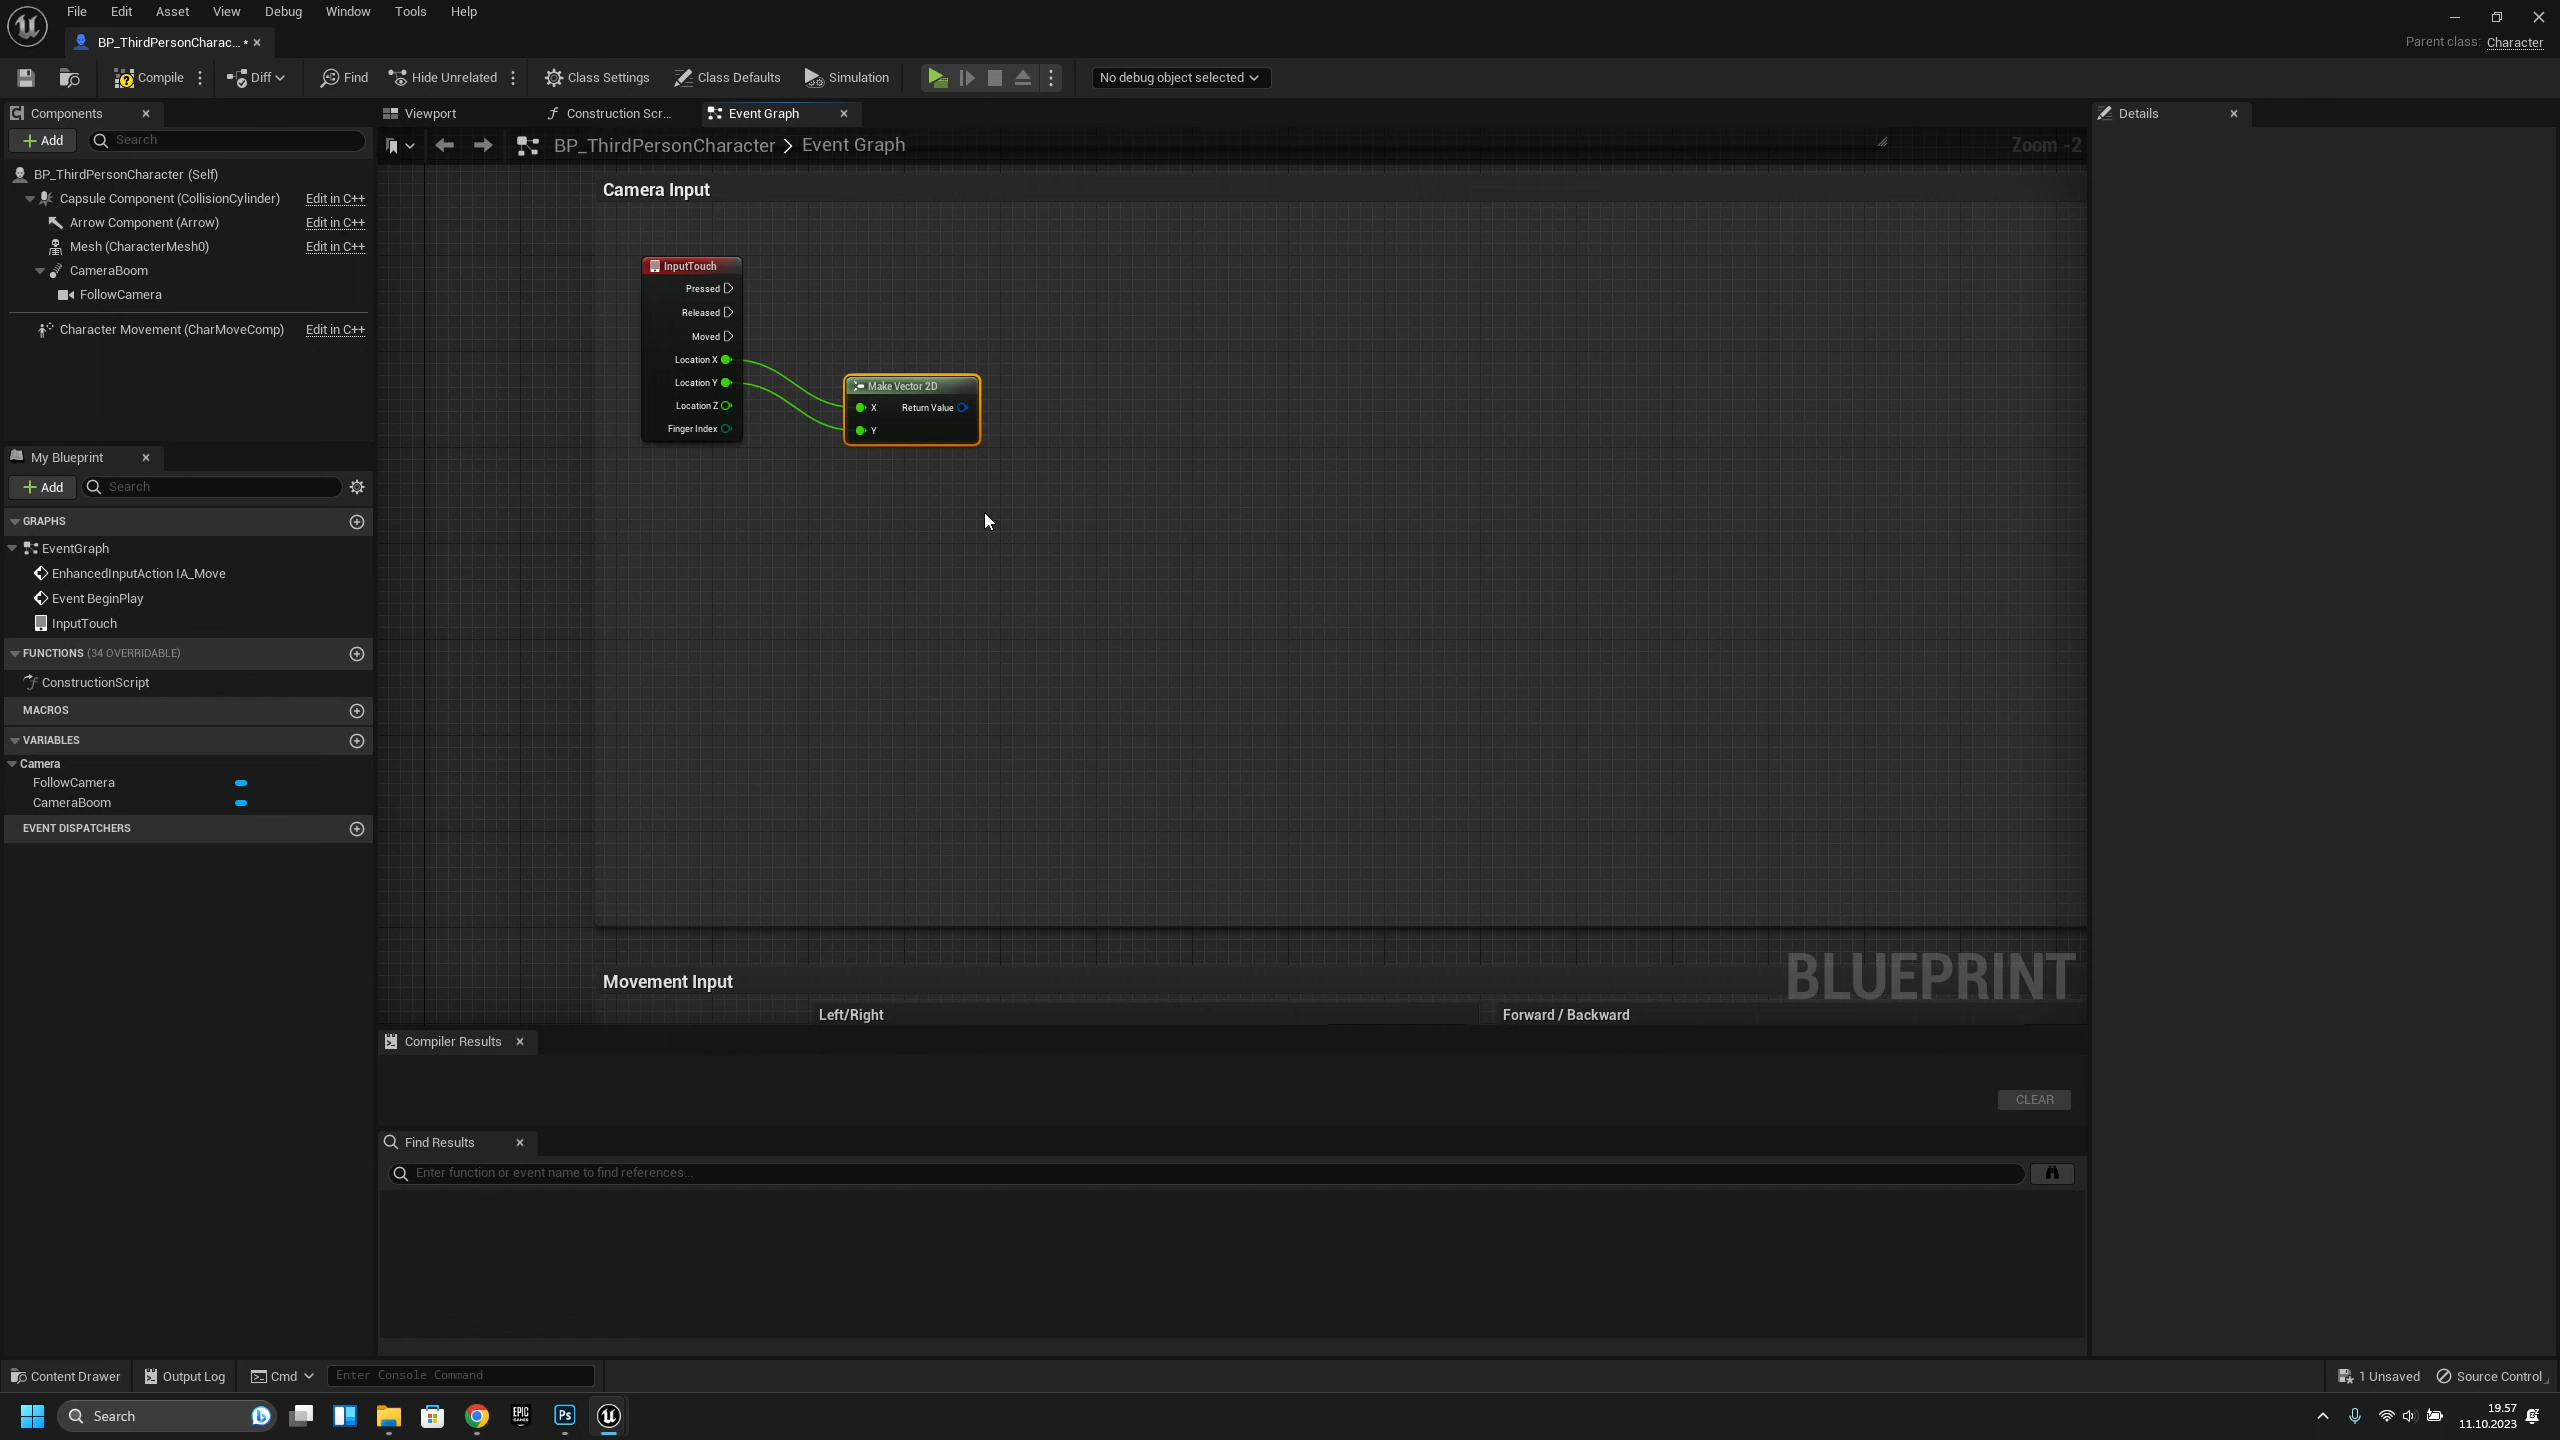 File Edit Asset View Debug Window Tools Help
BP_ThirdPersonCharac... *
Parent class: Character
Compile Diff Find Hide Unrelated Class Settings Class Defaults Simulation No debug object selected
Components
Add Search
BP_ThirdPersonCharacter (Self)
Capsule Component (CollisionCylinder) Edit in C++
Arrow Component (Arrow) Edit in C++
Mesh (CharacterMesh0) Edit in C++
CameraBoom
FollowCamera
Character Movement (CharMoveComp) Edit in C++
My Blueprint
Add Search
GRAPHS
EventGraph
EnhancedInputAction IA_Move
Event BeginPlay
InputTouch
FUNCTIONS (34 OVERRIDABLE)
ConstructionScript
MACROS
VARIABLES
Camera
FollowCamera
CameraBoom
EVENT DISPATCHERS
Viewport Construction Scr... Event Graph
BP_ThirdPersonCharacter > Event Graph
Zoom -2
Camera Input
InputTouch
Pressed
Released
Moved
Location X
Location Y
Location Z
Finger Index
Make Vector 2D
X Return Value
Y
Movement Input
Left/Right
Forward / Backward
BLUEPRINT
Compiler Results
CLEAR
Find Results
Enter function or event name to find references...
Details
Content Drawer Output Log Cmd Enter Console Command
1 Unsaved Source Control
Search
EPIC GAMES
Ps
19.57
11.10.2023